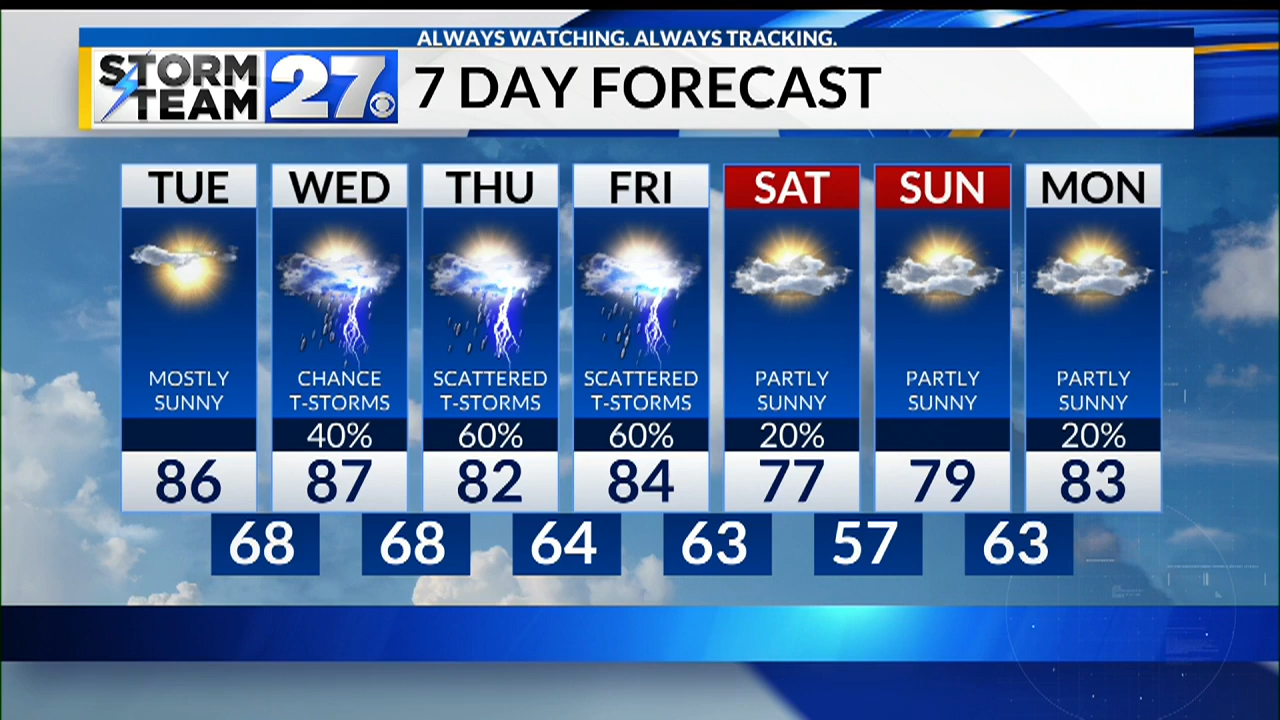 ALWAYS WATCHING. ALWAYS TRACKING.
STORM
TEAM
27
7 DAY FORECAST
TUE WED THU FRI SAT SUN MON
MOSTLY CHANCE SCATTERED SCATTERED PARTLY PARTLY PARTLY
SUNNY T-STORMS T-STORMS T-STORMS SUNNY SUNNY SUNNY
40% 60% 60% 20% 20%
86 87 82 84 77 79 83
68 68 64 63 57 63